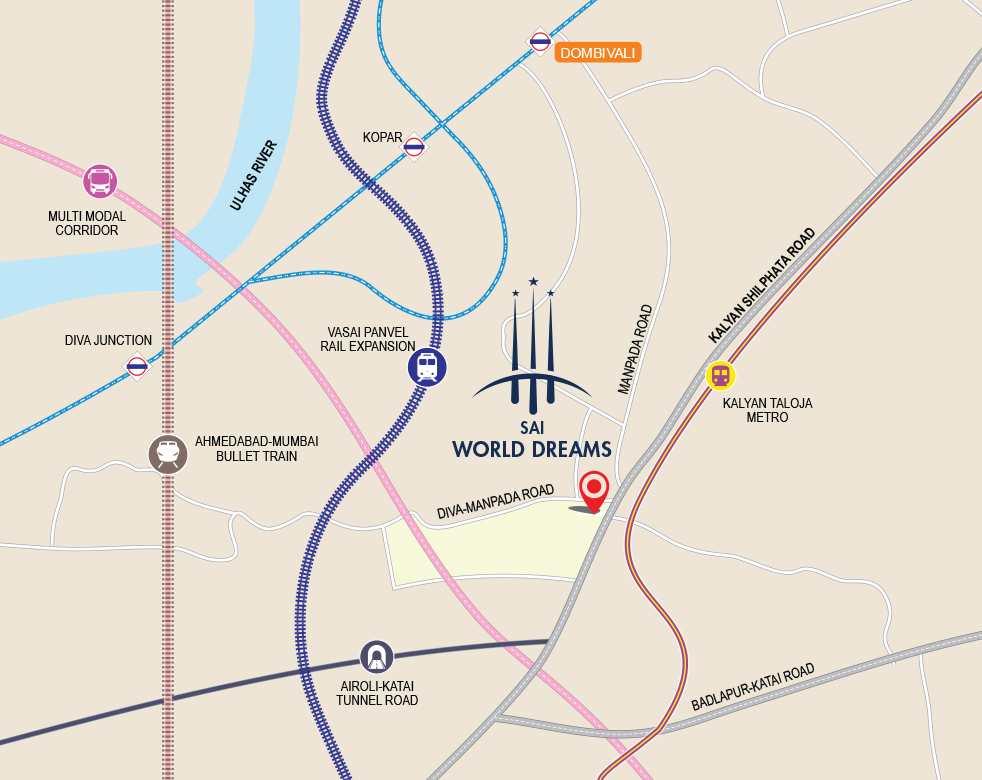 DOMBIVALI
KOPAR
ULHAS RIVER
MULTI MODAL
CORRIDOR
KALYAN SHILPHATA ROAD
DIVA JUNCTION
VASAI PANVEL
RAIL EXPANSION
MANPADA ROAD
KALYAN TALOJA
METRO
SAI
WORLD DREAMS
AHMEDABAD-MUMBAI
BULLET TRAIN
DIVA-MANPADA ROAD
AIROLI-KATAI
TUNNEL ROAD
BADLAPUR-KATAI ROAD